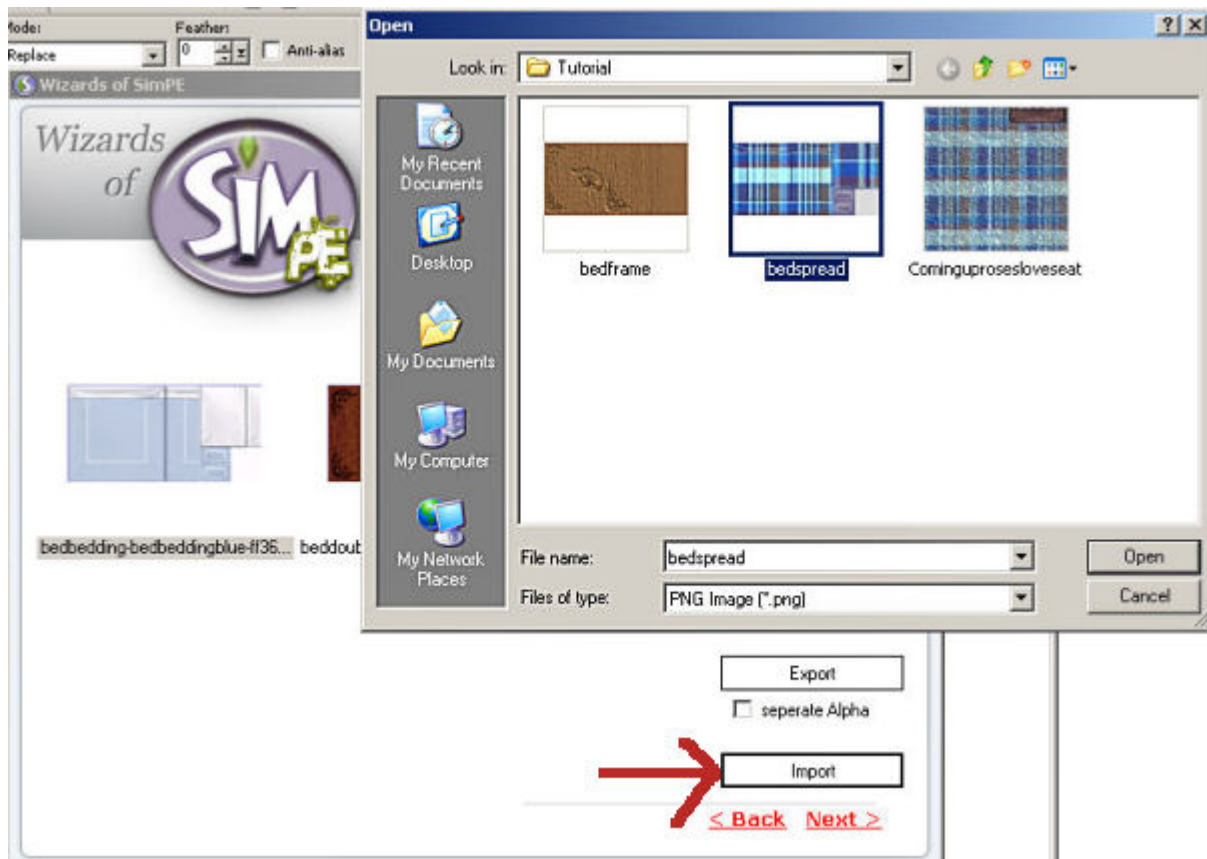 Mode:
Feather:
Replace
0
Anti-alias
Wizards of SimPE
Wizards
of
SIM
PE
bedbedding-bedbeddingblue-ff36...
beddoub
Open
Look in:
Tutorial
My Recent
Documents
Desktop
My Documents
My Computer
My Network
Places
bedframe
bedspread
Cominguprosesloveseat
File name:
bedspread
Open
Files of type:
PNG Image (*.png)
Cancel
Export
seperate Alpha
Import
< Back
Next >